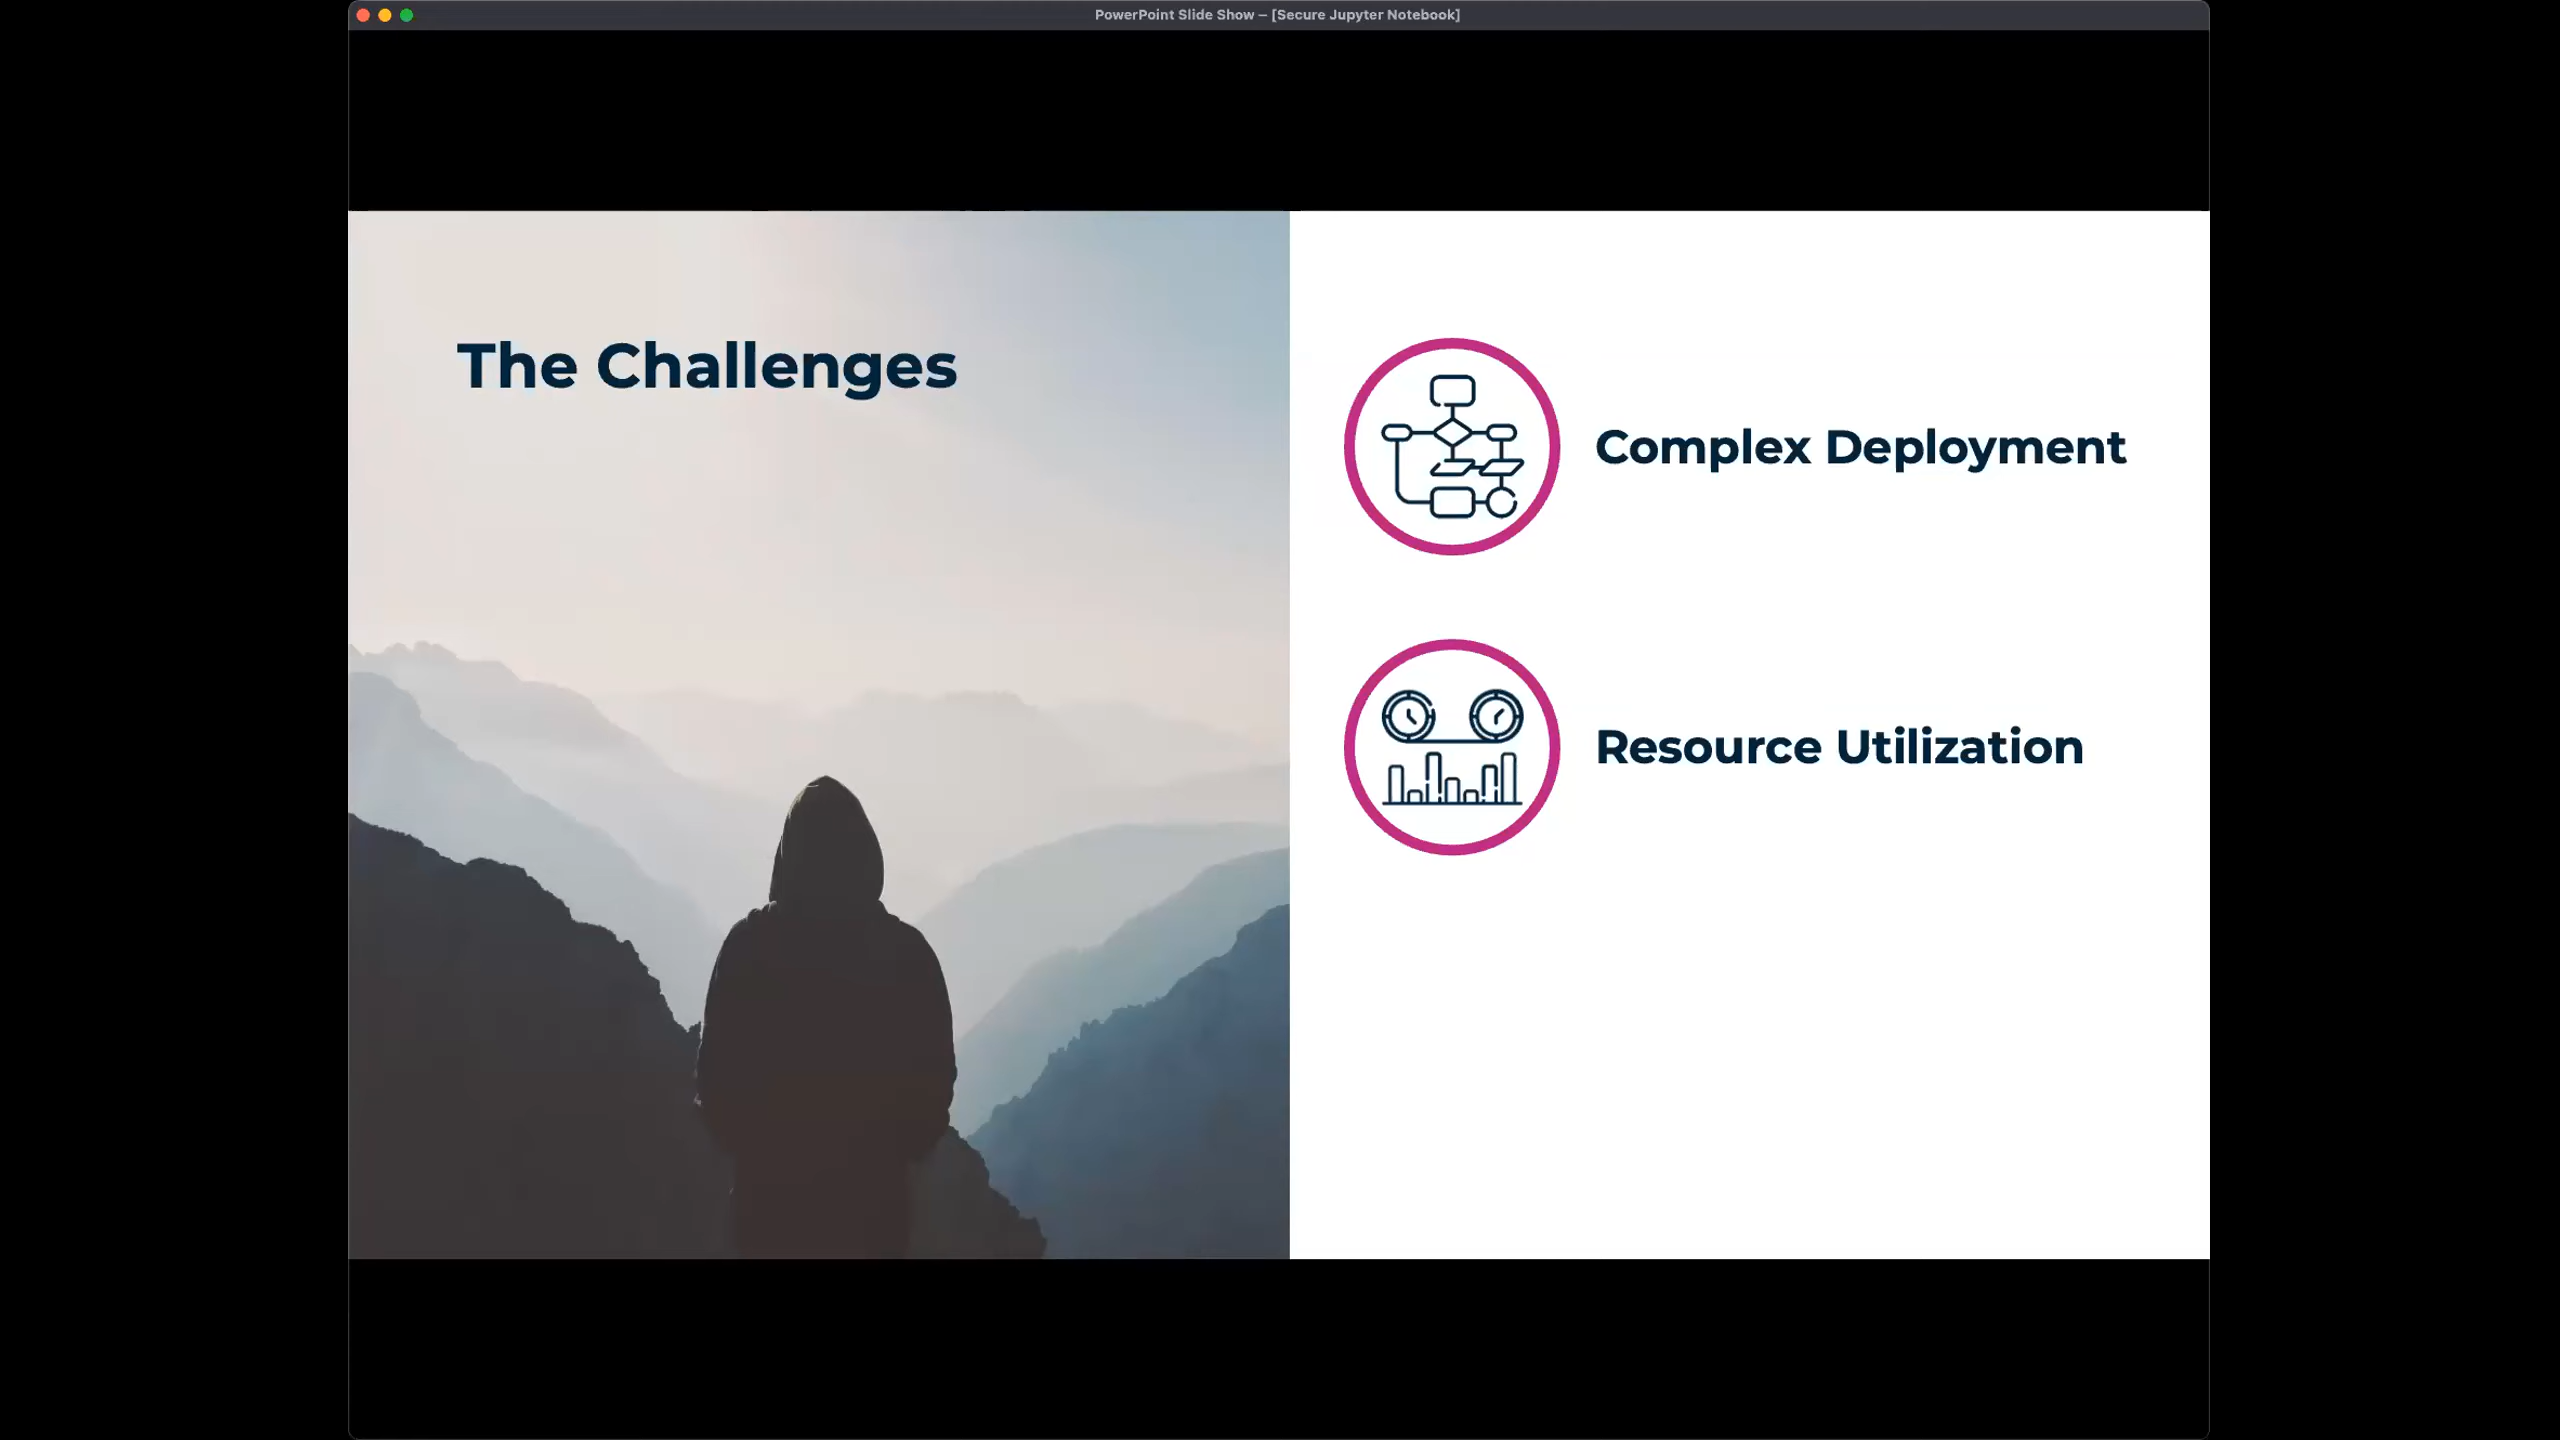 PowerPoint Slide Show – [Secure Jupyter Notebook]
The Challenges
Complex Deployment
Resource Utilization